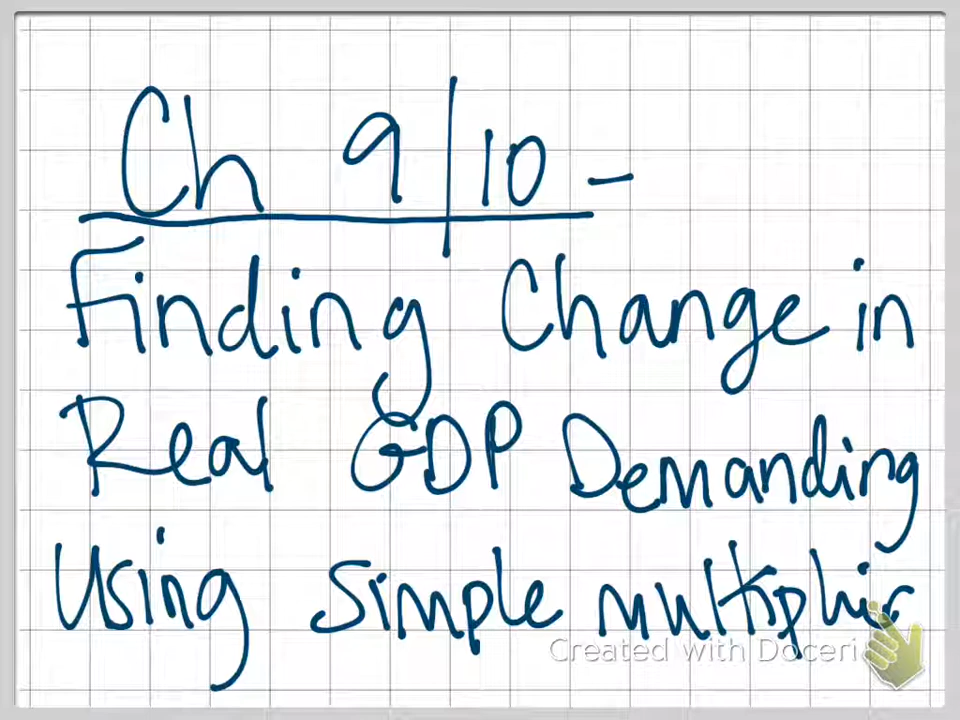 Ch 9/10 -
Finding Change in
Real GDP Demanding
Using Simple multiplier
Created with Doceri